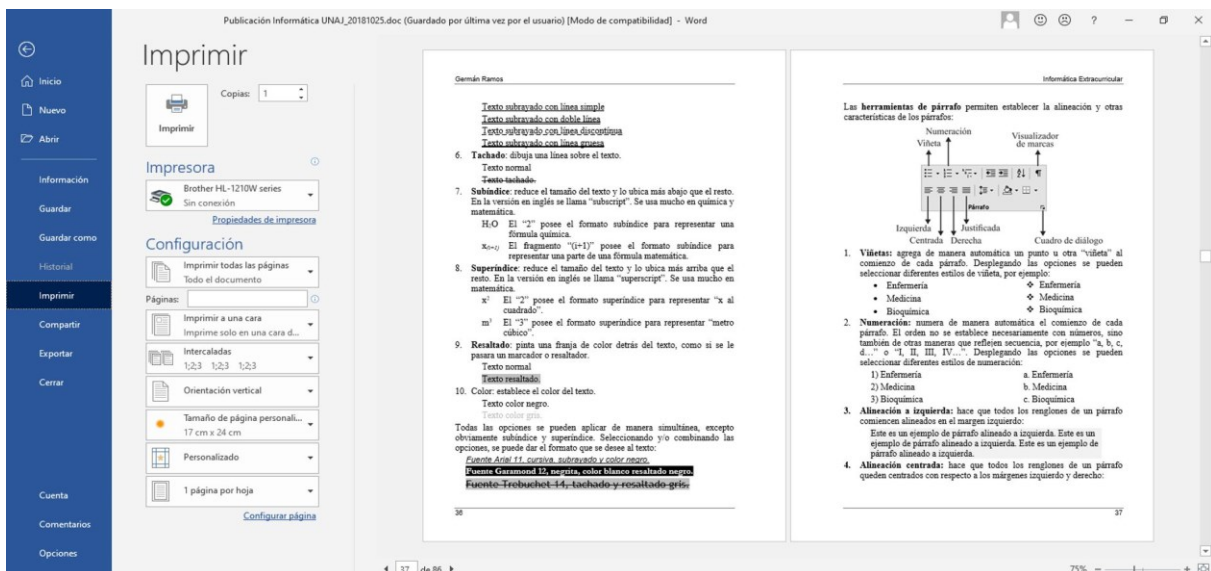 Publicación Informática UNAJ_20181025.doc (Guardado por última vez por el usuario) [Modo de compatibilidad] - Word
?
Inicio
Nuevo
Abrir
Información
Guardar
Guardar como
Historial
Imprimir
Compartir
Exportar
Cerrar
Cuenta
Comentarios
Opciones
Imprimir
Copias: 1
Imprimir
Impresora
Brother HL-1210W series
Sin conexión
Propiedades de impresora
Configuración
Imprimir todas las páginas
Todo el documento
Páginas:
Imprimir a una cara
Imprime solo en una cara d...
Intercaladas
1;2;3 1;2;3 1;2;3
Orientación vertical
Tamaño de página personali...
17 cm x 24 cm
Personalizado
1 página por hoja
Configurar página
Germán Ramos
Texto subrayado con línea simple
Texto subrayado con doble línea
Texto subrayado con línea discontinua
Texto subrayado con línea gruesa
6. Tachado: dibuja una línea sobre el texto.
Texto normal
Texto tachado.
7. Subíndice: reduce el tamaño del texto y lo ubica más abajo que el resto.
En la versión en inglés se llama “subscript”. Se usa mucho en química y
matemática.
H2O El “2” posee el formato subíndice para representar una
fórmula química.
x(i+1) El fragmento “(i+1)” posee el formato subíndice para
representar una parte de una fórmula matemática.
8. Superíndice: reduce el tamaño del texto y lo ubica más arriba que el
resto. En la versión en inglés se llama “superscript”. Se usa mucho en
matemática.
x² El “2” posee el formato superíndice para representar “x al
cuadrado”.
m³ El “3” posee el formato superíndice para representar “metro
cúbico”.
9. Resaltado: pinta una franja de color detrás del texto, como si se le
pasara un marcador o resaltador.
Texto normal
Texto resaltado.
10. Color: establece el color del texto.
Texto color negro.
Texto color gris.
Todas las opciones se pueden aplicar de manera simultánea, excepto
obviamente subíndice y superíndice. Seleccionando y/o combinando las
opciones, se puede dar el formato que se desee al texto:
Fuente Arial 11, cursiva, subrayado y color negro.
Fuente Garamond 12, negrita, color blanco resaltado negro.
Fuente Trebuchet 14, tachado y resaltado gris.
36
Informática Extracurricular
Las herramientas de párrafo permiten establecer la alineación y otras
características de los párrafos:
Numeración
Viñeta
Visualizador
de marcas
Párrafo
Izquierda
Justificada
Centrada Derecha
Cuadro de diálogo
1. Viñetas: agrega de manera automática un punto u otra “viñeta” al
comienzo de cada párrafo. Desplegando las opciones se pueden
seleccionar diferentes estilos de viñeta, por ejemplo:
• Enfermería ❖ Enfermería
• Medicina ❖ Medicina
• Bioquímica ❖ Bioquímica
2. Numeración: numera de manera automática el comienzo de cada
párrafo. El orden no se establece necesariamente con números, sino
también de otras maneras que reflejen secuencia, por ejemplo “a, b, c,
d…” o “I, II, III, IV…”. Desplegando las opciones se pueden
seleccionar diferentes estilos de numeración:
1) Enfermería a. Enfermería
2) Medicina b. Medicina
3) Bioquímica c. Bioquímica
3. Alineación a izquierda: hace que todos los renglones de un párrafo
comiencen alineados en el margen izquierdo:
Este es un ejemplo de párrafo alineado a izquierda. Este es un
ejemplo de párrafo alineado a izquierda. Este es un ejemplo de
párrafo alineado a izquierda.
4. Alineación centrada: hace que todos los renglones de un párrafo
queden centrados con respecto a los márgenes izquierdo y derecho:
37
37 de 86
75%